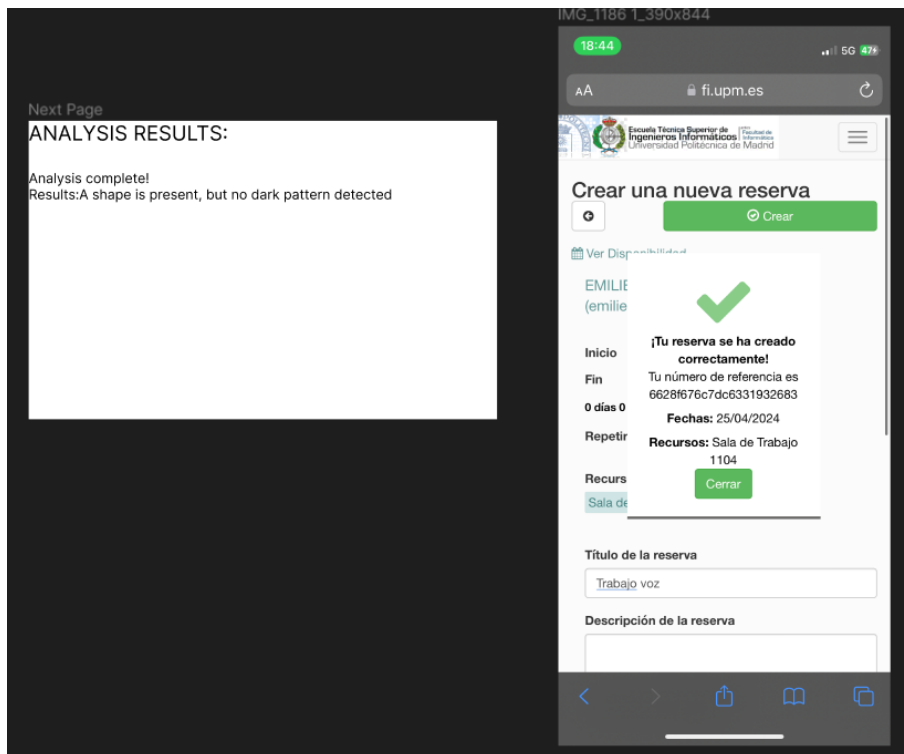 IMG_1186 1_390x844
Next Page
ANALYSIS RESULTS:
Analysis complete!
Results:A shape is present, but no dark pattern detected
18:44
5G 47+
AA
fi.upm.es
Escuela Técnica Superior de
Ingenieros Informáticos
Universidad Politécnica de Madrid
Facultad de
Informática
Crear una nueva reserva
Crear
Ver Disponibilidad
EMILIE
(emilie
Inicio
Fin
0 días 0
Repetir
Recurs
Sala de
¡Tu reserva se ha creado
correctamente!
Tu número de referencia es
6628f676c7dc6331932683
Fechas: 25/04/2024
Recursos: Sala de Trabajo
1104
Cerrar
Título de la reserva
Trabajo voz
Descripción de la reserva